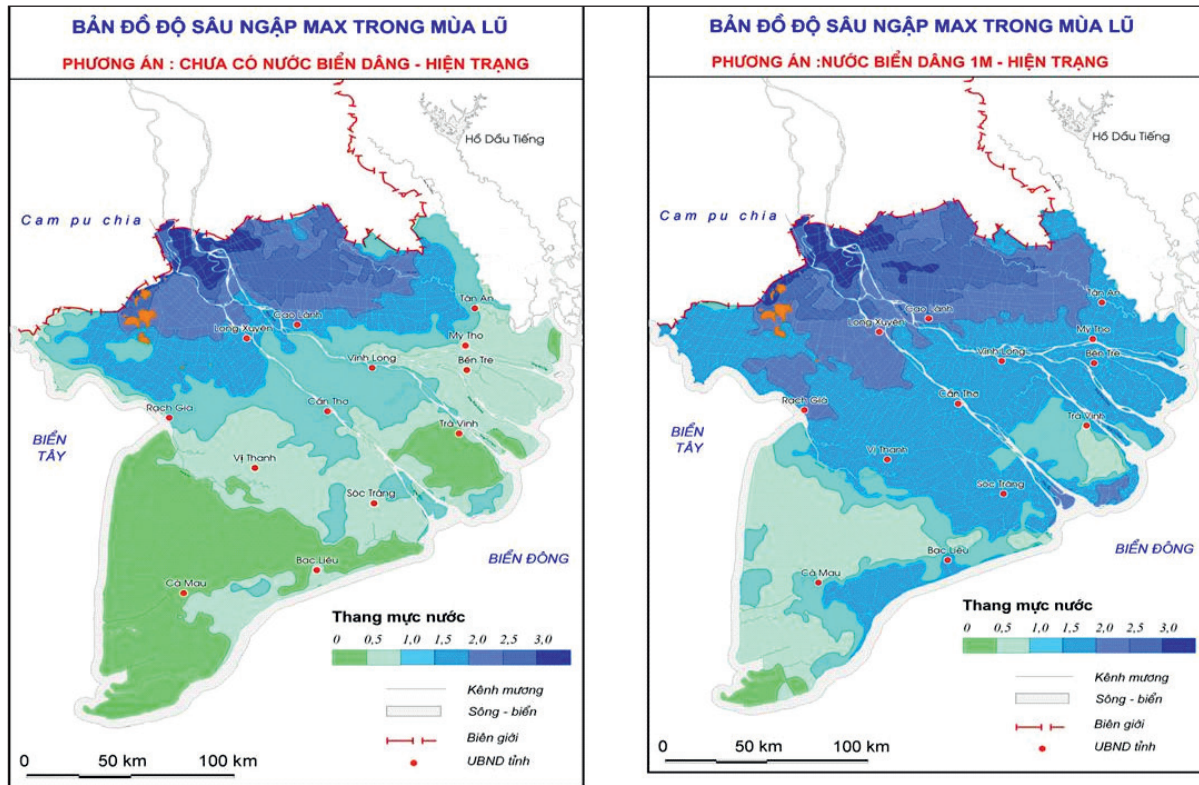 BẢN ĐỒ ĐỘ SÂU NGẬP MAX TRONG MÙA LŨ
PHƯƠNG ÁN : CHƯA CÓ NƯỚC BIỂN DÂNG - HIỆN TRẠNG
Hồ Dầu Tiếng
Cam pu chia
Tân An
Cao Lãnh
Long Xuyên
Mỹ Tho
Vĩnh Long
Bến Tre
Cần Thơ
Rạch Giá
Trà Vinh
BIỂN
TÂY
Vị Thanh
Sóc Trăng
BIỂN ĐÔNG
Bạc Liêu
Cà Mau
Thang mực nước
0 0,5 1,0 1,5 2,0 2,5 3,0
Kênh mương
Sông - biển
Biên giới
UBND tỉnh
0 50 km 100 km
BẢN ĐỒ ĐỘ SÂU NGẬP MAX TRONG MÙA LŨ
PHƯƠNG ÁN :NƯỚC BIỂN DÂNG 1M - HIỆN TRẠNG
Hồ Dầu Tiếng
Cam pu chia
Tân An
Cao Lãnh
Long Xuyên
Mỹ Tho
Vĩnh Long
Bến Tre
Cần Thơ
Rạch Giá
Trà Vinh
BIỂN
TÂY
Vị Thanh
Sóc Trăng
BIỂN ĐÔNG
Bạc Liêu
Cà Mau
Thang mực nước
0 0,5 1,0 1,5 2,0 2,5 3,0
Kênh mương
Sông - biển
Biên giới
UBND tỉnh
0 50 km 100 km